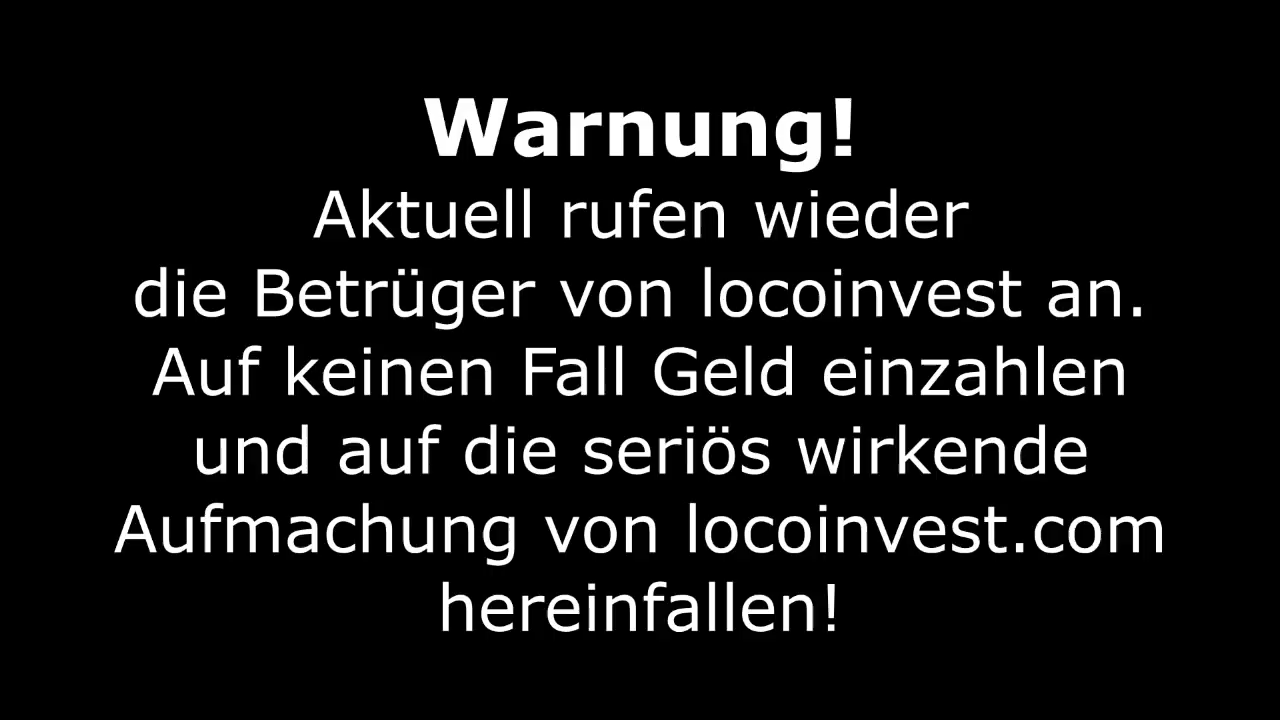 Warnung!
Aktuell rufen wieder
die Betrüger von locoinvest an.
Auf keinen Fall Geld einzahlen
und auf die seriös wirkende
Aufmachung von locoinvest.com
hereinfallen!